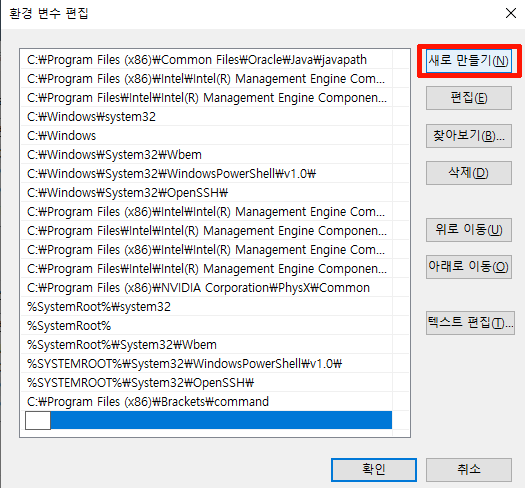 환경 변수 편집
C:₩Program Files (x86)₩Common Files₩Oracle₩Java₩javapath
C:₩Program Files (x86)₩Intel₩Intel(R) Management Engine Com...
C:₩Program Files₩Intel₩Intel(R) Management Engine Componen...
C:₩Windows₩system32
C:₩Windows
C:₩Windows₩System32₩Wbem
C:₩Windows₩System32₩WindowsPowerShell₩v1.0₩
C:₩Windows₩System32₩OpenSSH₩
C:₩Program Files (x86)₩Intel₩Intel(R) Management Engine Com...
C:₩Program Files₩Intel₩Intel(R) Management Engine Componen...
C:₩Program Files (x86)₩Intel₩Intel(R) Management Engine Com...
C:₩Program Files₩Intel₩Intel(R) Management Engine Componen...
C:₩Program Files (x86)₩NVIDIA Corporation₩PhysX₩Common
%SystemRoot%₩system32
%SystemRoot%
%SystemRoot%₩System32₩Wbem
%SYSTEMROOT%₩System32₩WindowsPowerShell₩v1.0₩
%SYSTEMROOT%₩System32₩OpenSSH₩
C:₩Program Files (x86)₩Brackets₩command
새로 만들기(N)
편집(E)
찾아보기(B)...
삭제(D)
위로 이동(U)
아래로 이동(O)
텍스트 편집(T)...
확인
취소